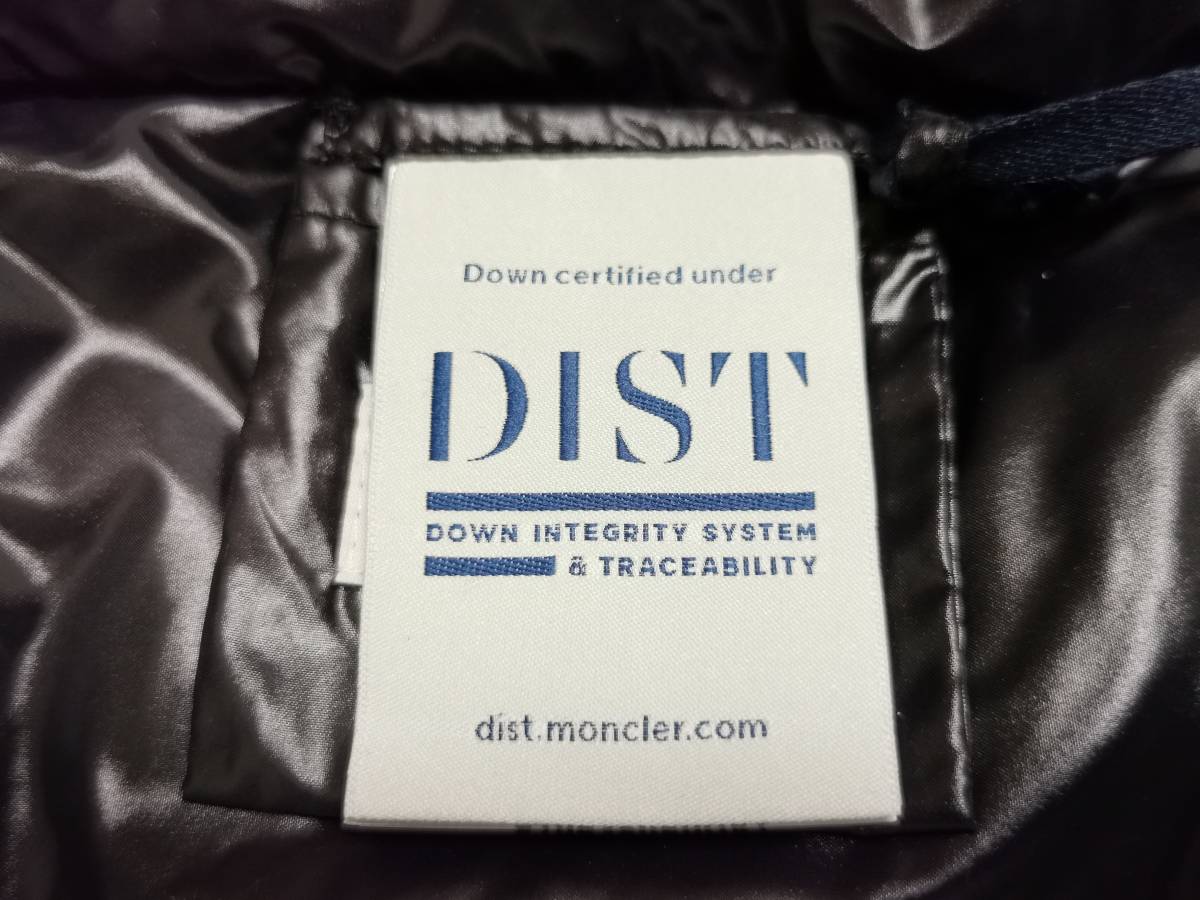 Down certified under
DIST
DOWN INTEGRITY SYSTEM
& TRACEABILITY
dist.moncler.com